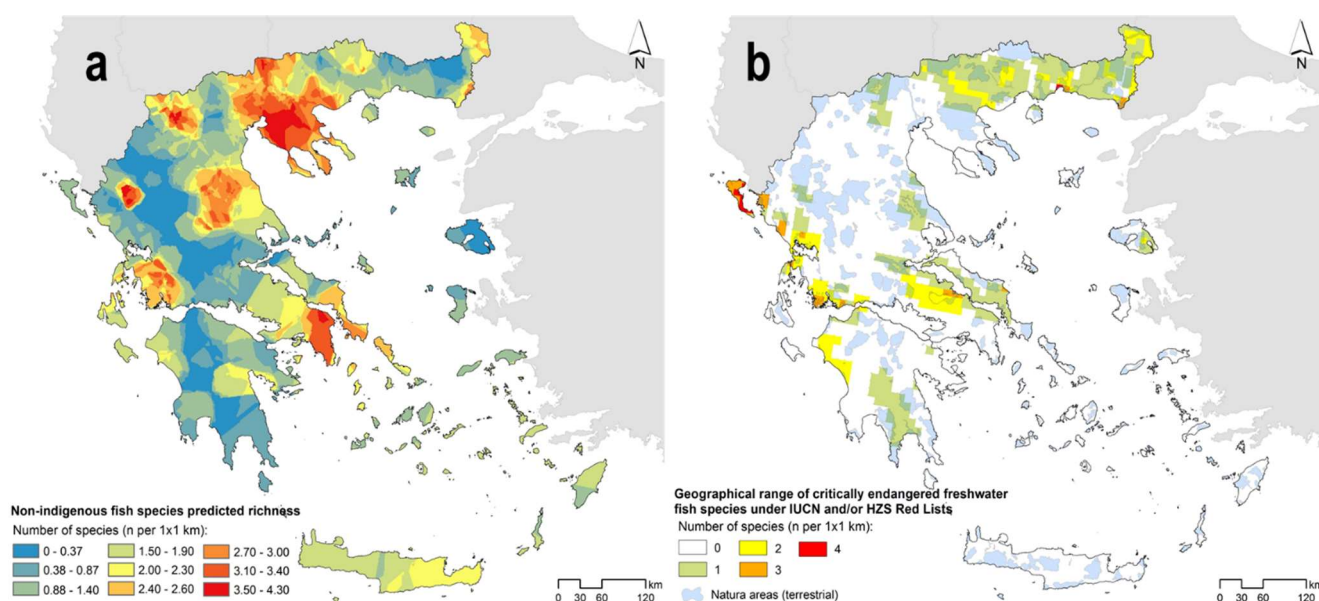 a
N
Non-indigenous fish species predicted richness
Number of species (n per 1x1 km):
0 - 0.37
1.50 - 1.90
2.70 - 3.00
0.38 - 0.87
2.00 - 2.30
3.10 - 3.40
0.88 - 1.40
2.40 - 2.60
3.50 - 4.30
0 30 60 120
km
b
N
Geographical range of critically endangered freshwater
fish species under IUCN and/or HZS Red Lists
Number of species (n per 1x1 km):
0
2
4
1
3
Natura areas (terrestrial)
0 30 60 120
km